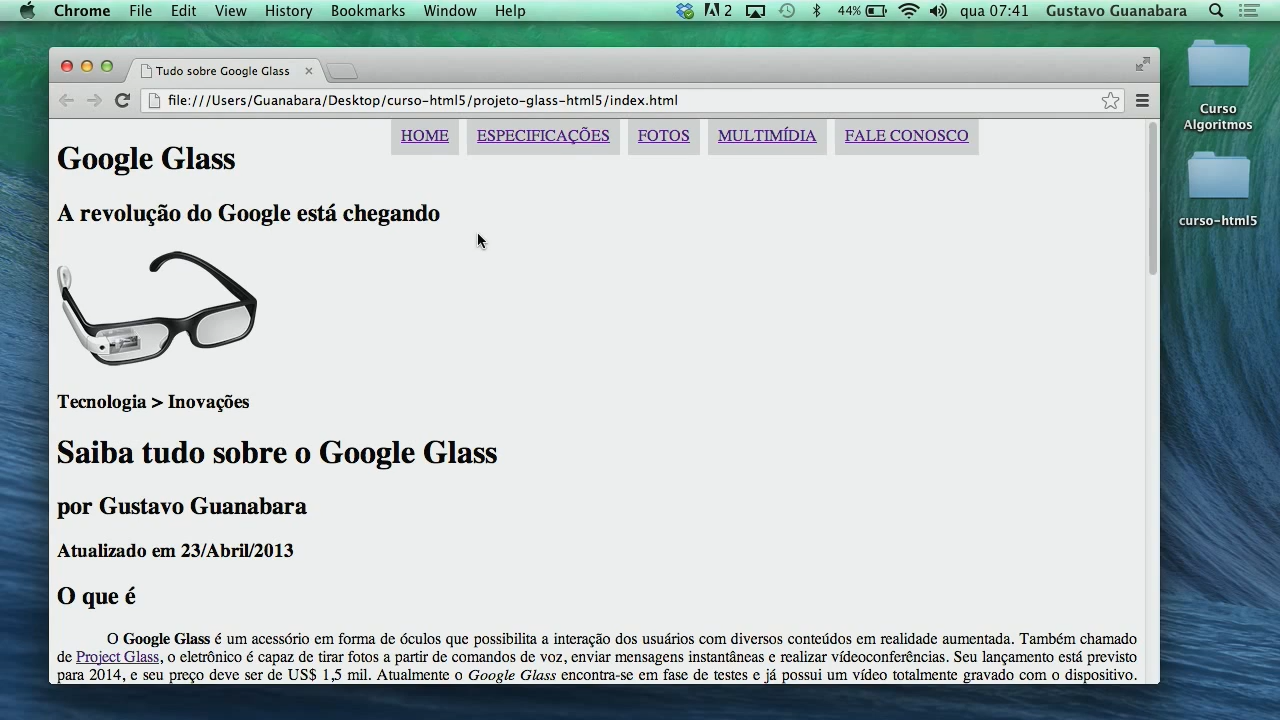 Chrome File Edit View History Bookmarks Window Help 2 44% qua 07:41 Gustavo Guanabara
Tudo sobre Google Glass
file:///Users/Guanabara/Desktop/curso-html5/projeto-glass-html5/index.html
Curso
Algoritmos
curso-html5
HOME ESPECIFICAÇÕES FOTOS MULTIMÍDIA FALE CONOSCO
Google Glass
A revolução do Google está chegando
Tecnologia > Inovações
Saiba tudo sobre o Google Glass
por Gustavo Guanabara
Atualizado em 23/Abril/2013
O que é
O Google Glass é um acessório em forma de óculos que possibilita a interação dos usuários com diversos conteúdos em realidade aumentada. Também chamado
de Project Glass, o eletrônico é capaz de tirar fotos a partir de comandos de voz, enviar mensagens instantâneas e realizar vídeoconferências. Seu lançamento está previsto
para 2014, e seu preço deve ser de US$ 1,5 mil. Atualmente o Google Glass encontra-se em fase de testes e já possui um vídeo totalmente gravado com o dispositivo.